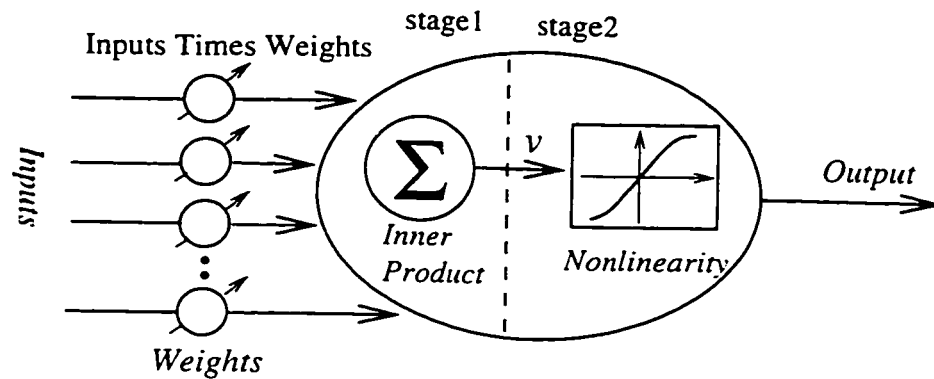 stage1 stage2
Inputs Times Weights
Inputs
Σ
v
Output
Inner
Product
Nonlinearity
Weights